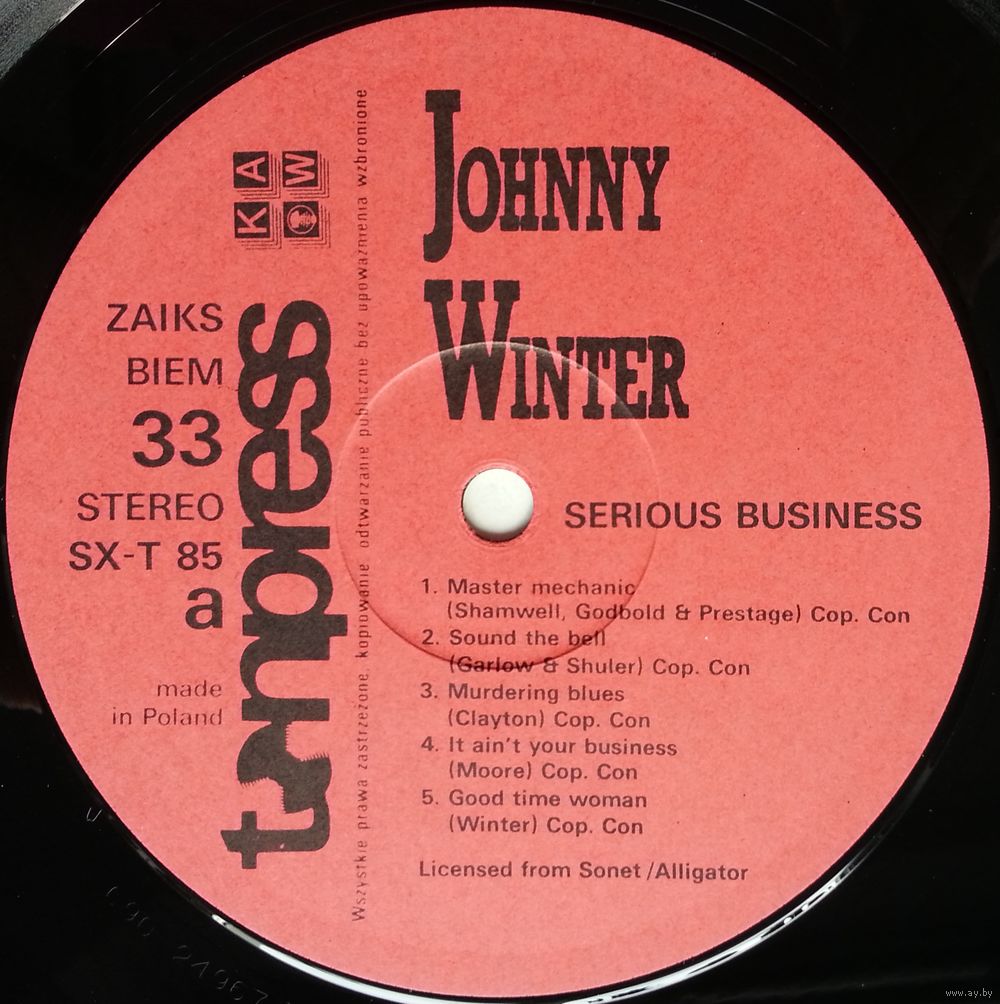 JOHNNY
WINTER
SERIOUS BUSINESS
KAW
ZAIKS
BIEM
33
STEREO
SX-T 85
a
made
in Poland
tonpress
Wszystkie prawa zastrzeżone, kopiowanie odtwarzanie publiczne bez upoważnienia wzbronione
1. Master mechanic
(Shamwell, Godbold & Prestage) Cop. Con
2. Sound the bell
(Garlow & Shuler) Cop. Con
3. Murdering blues
(Clayton) Cop. Con
4. It ain't your business
(Moore) Cop. Con
5. Good time woman
(Winter) Cop. Con
Licensed from Sonet /Alligator
www.ay.by